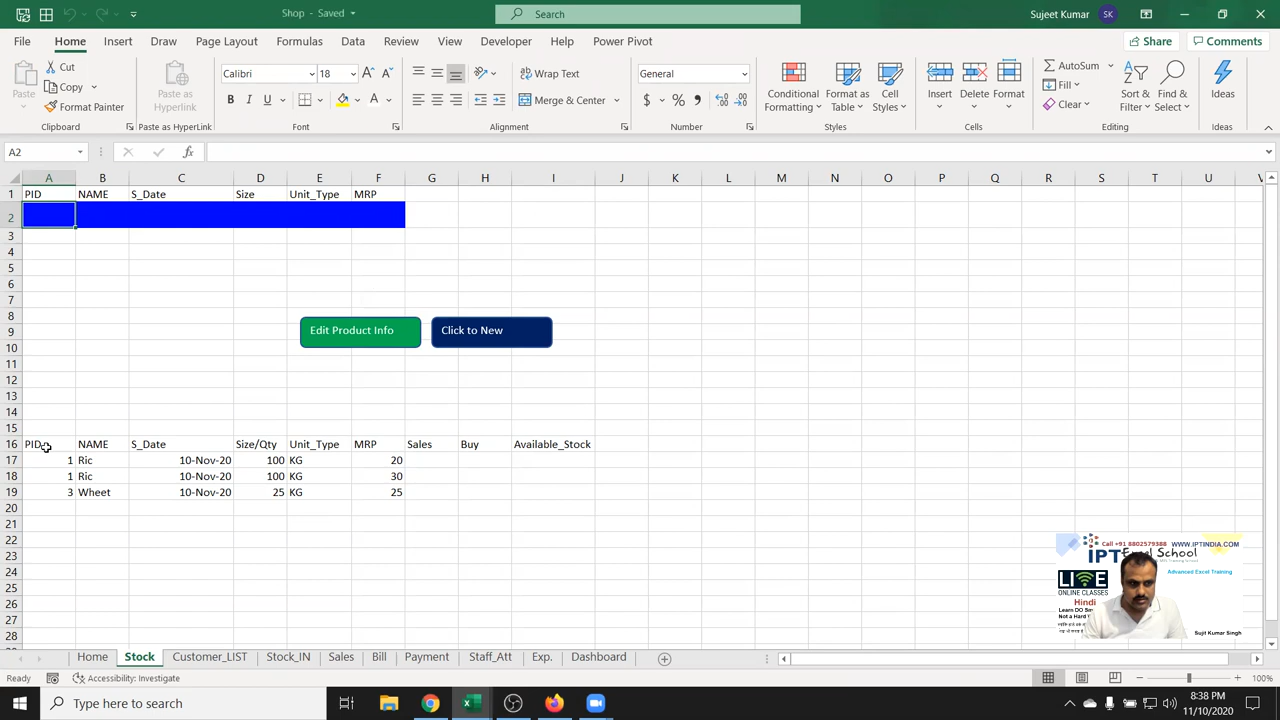 Shop - Saved
Search
Sujeet Kumar SK
File Home Insert Draw Page Layout Formulas Data Review View Developer Help Power Pivot Share Comments
Paste Cut Copy Format Painter Clipboard
Paste as HyperLink Paste as HyperLink
Calibri 18 B I U A Font
Wrap Text Merge & Center Alignment
General $ % Number
Conditional Formatting Format as Table Cell Styles Styles
Insert Delete Format Cells
AutoSum Fill Clear Sort & Filter Find & Select Editing
Ideas Ideas
A2 fx
A B C D E F G H I J K L M N O P Q R S T U
1 PID NAME S_Date Size Unit_Type MRP
2
3
4
5
6
7
8
Edit Product Info Click to New
9
10
11
12
13
14
15
16 PID NAME S_Date Size/Qty Unit_Type MRP Sales Buy Available_Stock
17 1 Ric 10-Nov-20 100 KG 20
18 1 Ric 10-Nov-20 100 KG 30
19 3 Wheet 10-Nov-20 25 KG 25
20
21
22
23
24
25
26
27
28
Call +91 8802579388 WWW.IPTINDIA.COM
IPT Excel School
LIVE
ONLINE CLASSES
Advanced Excel Training
Hindi
Sujit Kumar Singh
Home Stock Customer_LIST Stock_IN Sales Bill Payment Staff_Att Exp. Dashboard
Ready Accessibility: Investigate 100%
Type here to search
8:38 PM
11/10/2020